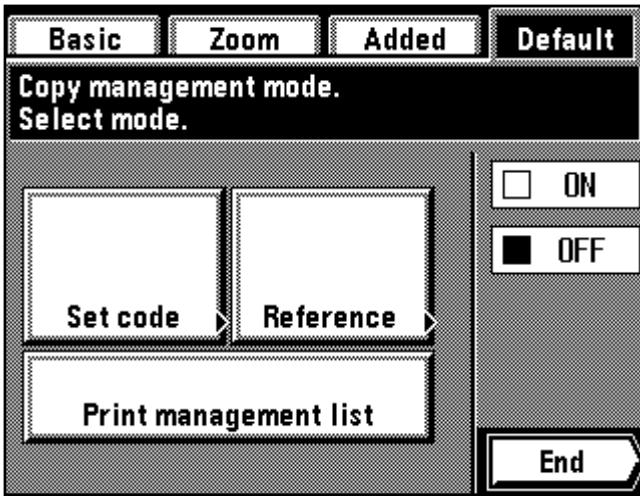 Basic Zoom Added Default
Copy management mode.
Select mode.
ON
OFF
Set code Reference
Print management list
End